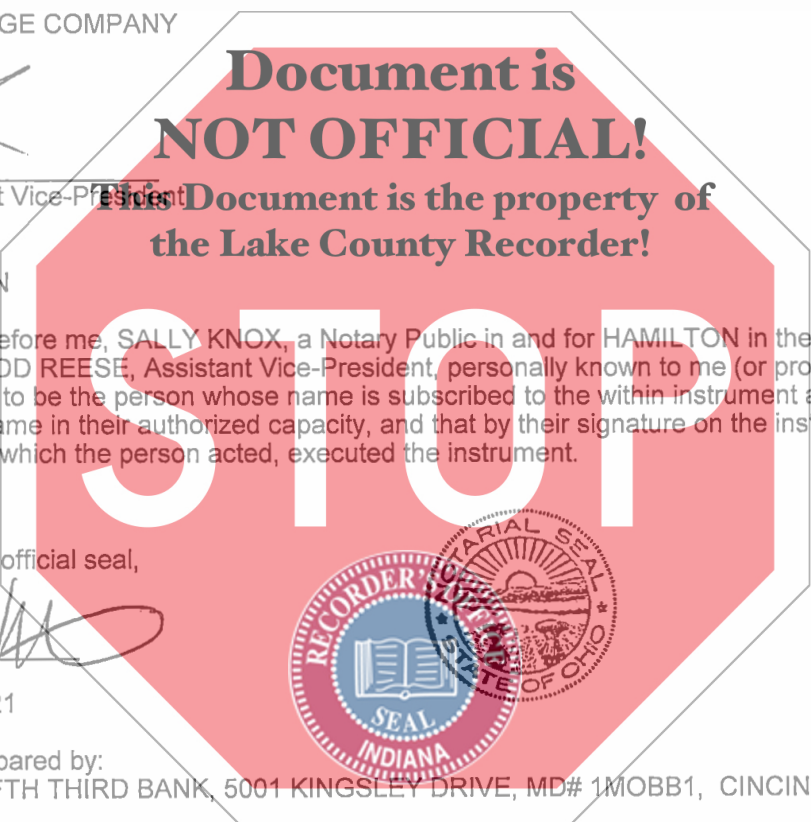 GE COMPANY
Document is
NOT OFFICIAL!
t Vice-President
This Document is the property of
the Lake County Recorder!
N
STOP
efore me, SALLY KNOX, a Notary Public in and for HAMILTON in the
DD REESE, Assistant Vice-President, personally known to me (or pro
to be the person whose name is subscribed to the within instrument a
ame in their authorized capacity, and that by their signature on the ins
which the person acted, executed the instrument.
official seal,
NOTARIAL SEAL
STATE OF OHIO
RECORDER'S OFFICE
SEAL
INDIANA
21
pared by:
FTH THIRD BANK, 5001 KINGSLEY DRIVE, MD# 1MOBB1, CINCIN